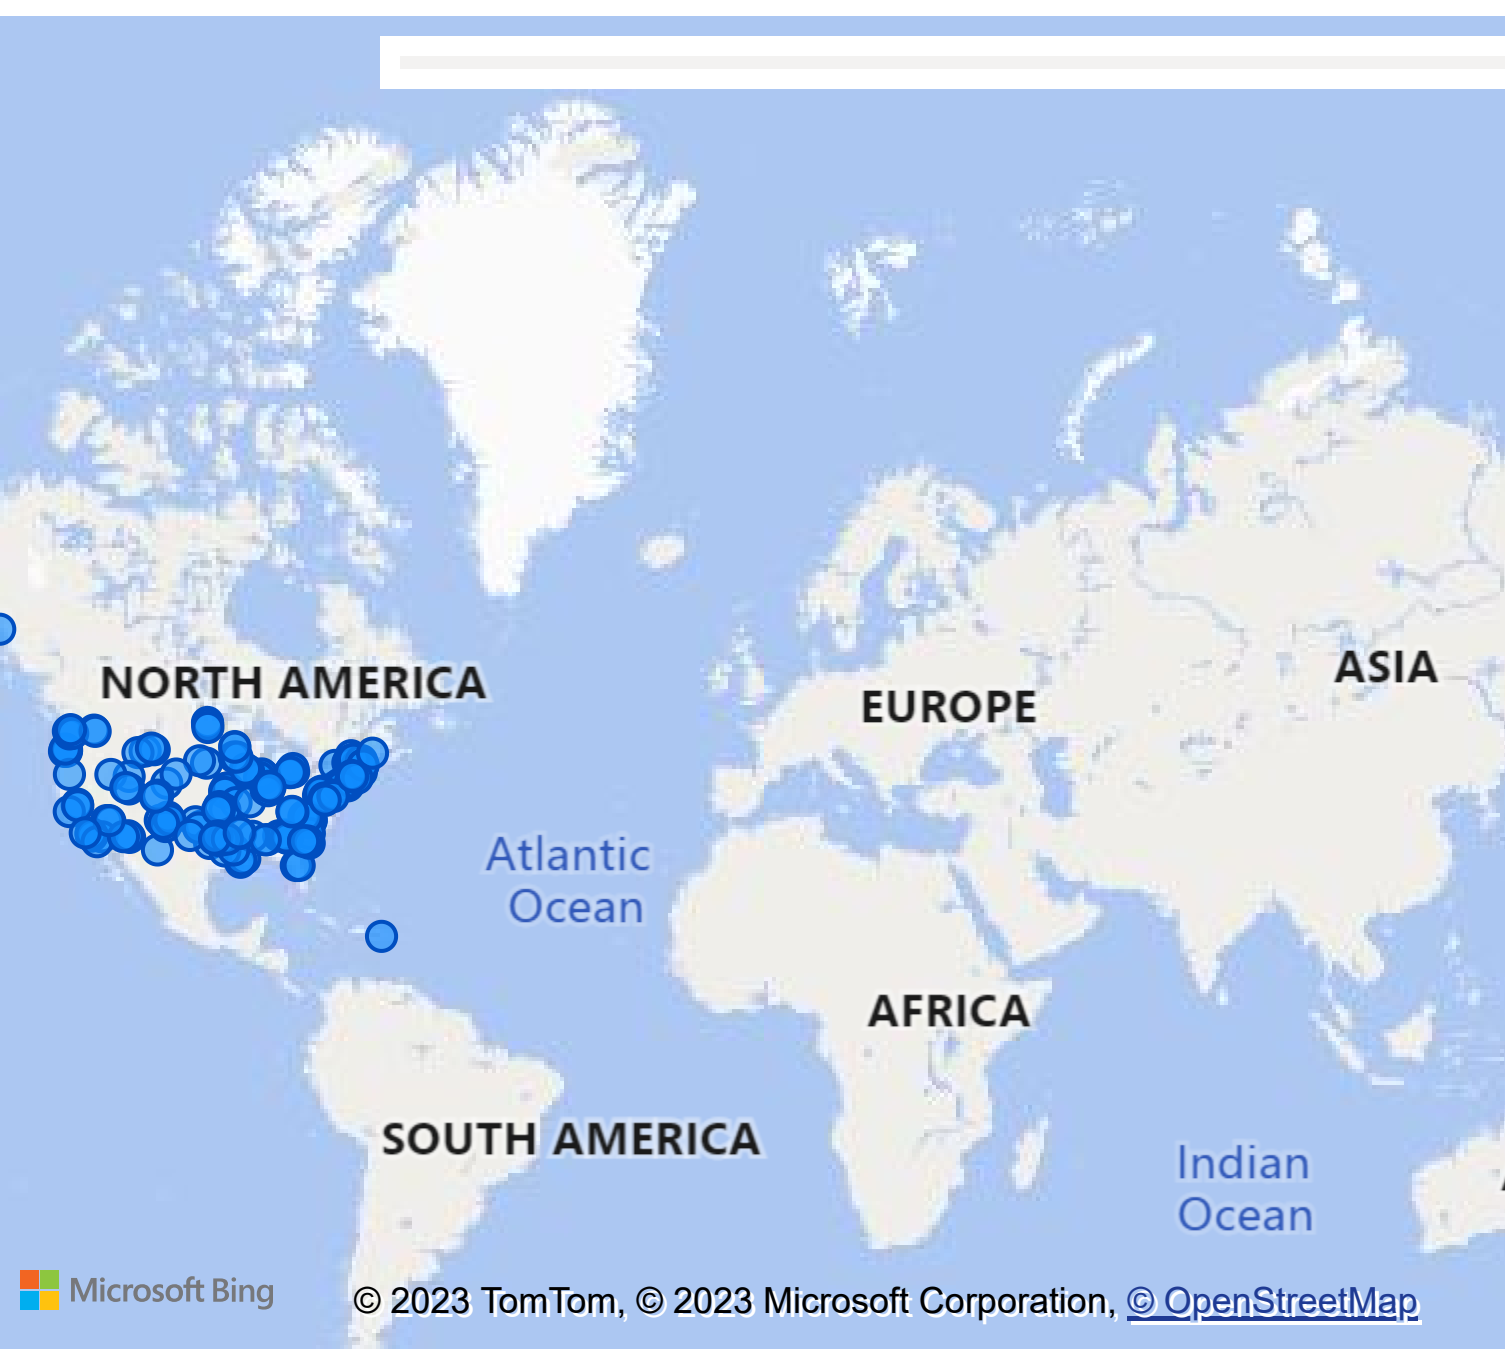 NORTH AMERICA
EUROPE
ASIA
Atlantic
Ocean
AFRICA
SOUTH AMERICA
Indian
Ocean
Microsoft Bing
© 2023 TomTom, © 2023 Microsoft Corporation, © OpenStreetMap